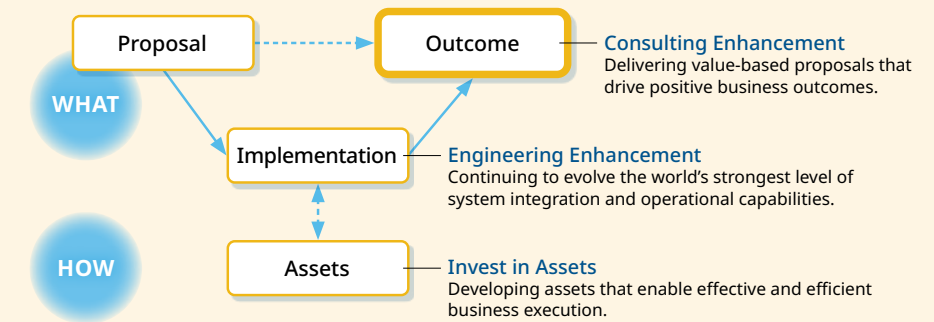 Proposal
Outcome
Consulting Enhancement
Delivering value-based proposals that
drive positive business outcomes.
WHAT
Implementation
Engineering Enhancement
Continuing to evolve the world’s strongest level of
system integration and operational capabilities.
HOW
Assets
Invest in Assets
Developing assets that enable effective and efficient
business execution.